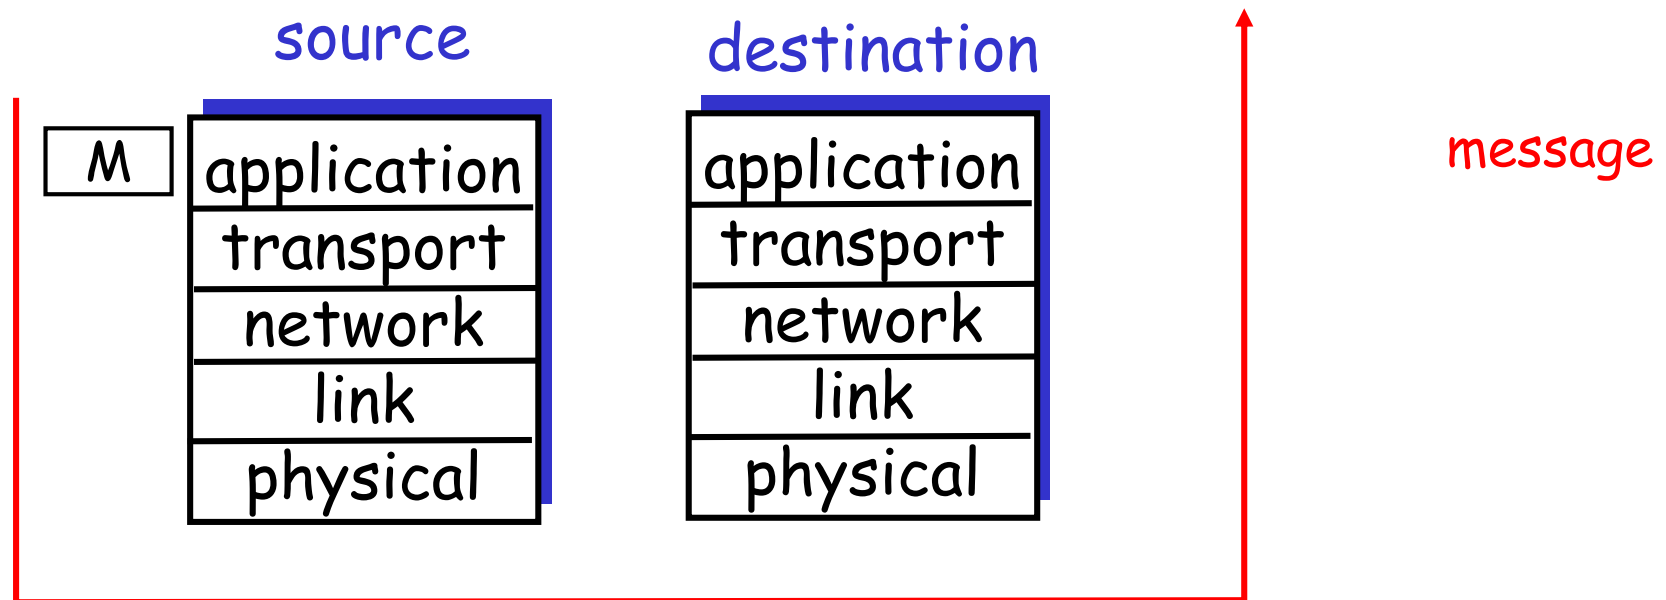 source
M
application
transport
network
link
physical
destination
application
transport
network
link
physical
message